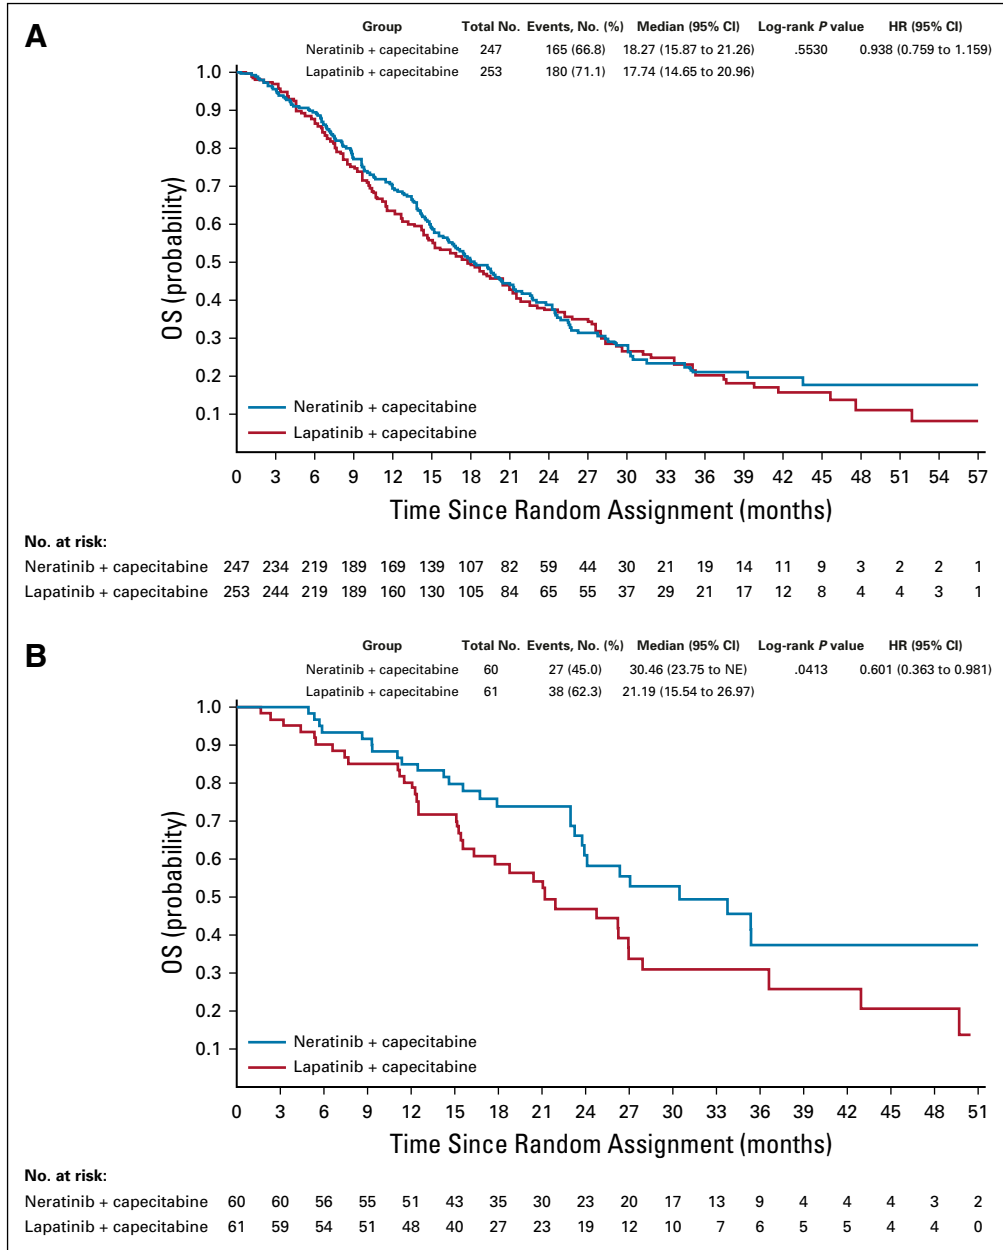 A
Group Total No. Events, No. (%) Median (95% CI) Log-rank P value HR (95% CI)
Neratinib + capecitabine 247 165 (66.8) 18.27 (15.87 to 21.26) .5530 0.938 (0.759 to 1.159)
Lapatinib + capecitabine 253 180 (71.1) 17.74 (14.65 to 20.96)
1.0
0.9
0.8
0.7
0.6
0.5
0.4
0.3
0.2
0.1
OS (probability)
Neratinib + capecitabine
Lapatinib + capecitabine
0 3 6 9 12 15 18 21 24 27 30 33 36 39 42 45 48 51 54 57
Time Since Random Assignment (months)
No. at risk:
Neratinib + capecitabine 247 234 219 189 169 139 107 82 59 44 30 21 19 14 11 9 3 2 2 1
Lapatinib + capecitabine 253 244 219 189 160 130 105 84 65 55 37 29 21 17 12 8 4 4 3 1
B
Group Total No. Events, No. (%) Median (95% CI) Log-rank P value HR (95% CI)
Neratinib + capecitabine 60 27 (45.0) 30.46 (23.75 to NE) .0413 0.601 (0.363 to 0.981)
Lapatinib + capecitabine 61 38 (62.3) 21.19 (15.54 to 26.97)
1.0
0.9
0.8
0.7
0.6
0.5
0.4
0.3
0.2
0.1
OS (probability)
Neratinib + capecitabine
Lapatinib + capecitabine
0 3 6 9 12 15 18 21 24 27 30 33 36 39 42 45 48 51
Time Since Random Assignment (months)
No. at risk:
Neratinib + capecitabine 60 60 56 55 51 43 35 30 23 20 17 13 9 4 4 4 3 2
Lapatinib + capecitabine 61 59 54 51 48 40 27 23 19 12 10 7 6 5 5 4 4 0